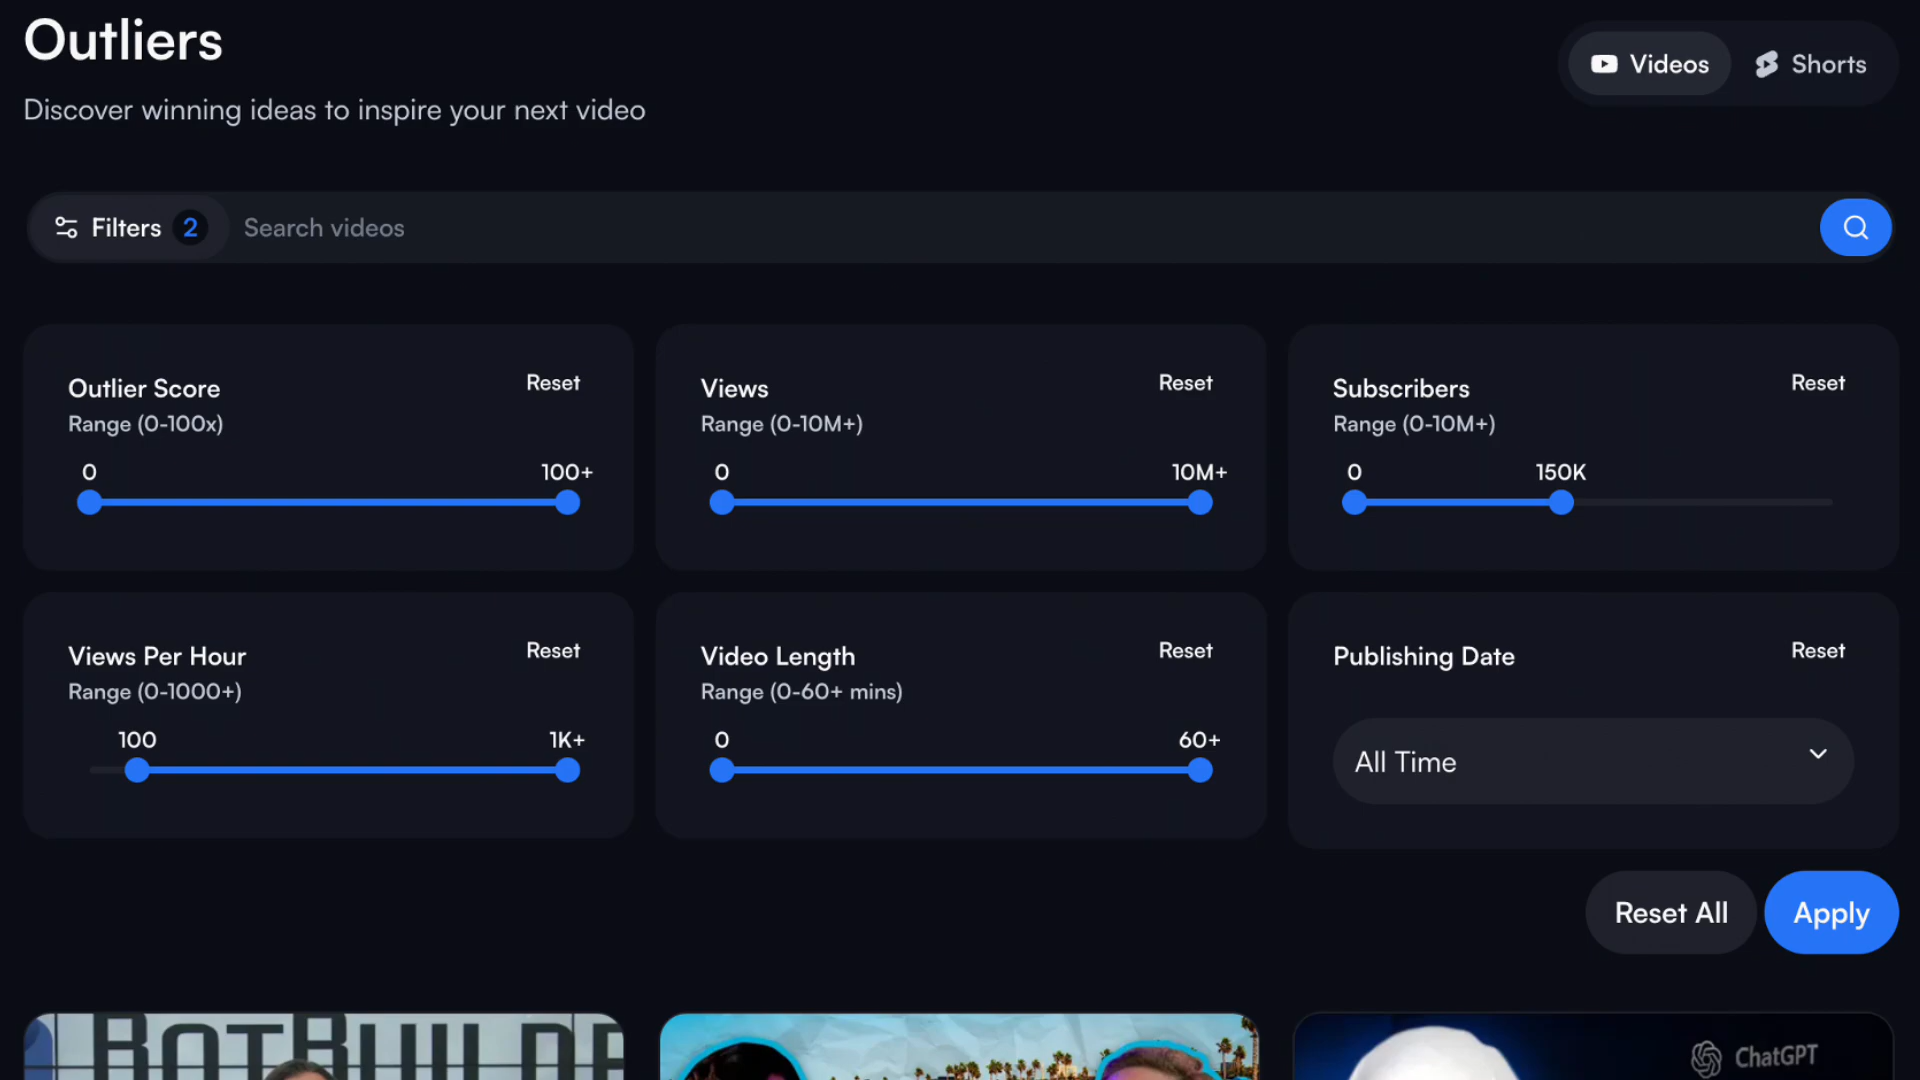 Outliers
Videos
Shorts
Discover winning ideas to inspire your next video
Filters 2
Search videos
Outlier Score
Reset
Range (0-100x)
0
100+
Views
Reset
Range (0-10M+)
0
10M+
Subscribers
Reset
Range (0-10M+)
0
150K
Views Per Hour
Reset
Range (0-1000+)
100
1K+
Video Length
Reset
Range (0-60+ mins)
0
60+
Publishing Date
Reset
All Time
Reset All
Apply
ChatGPT